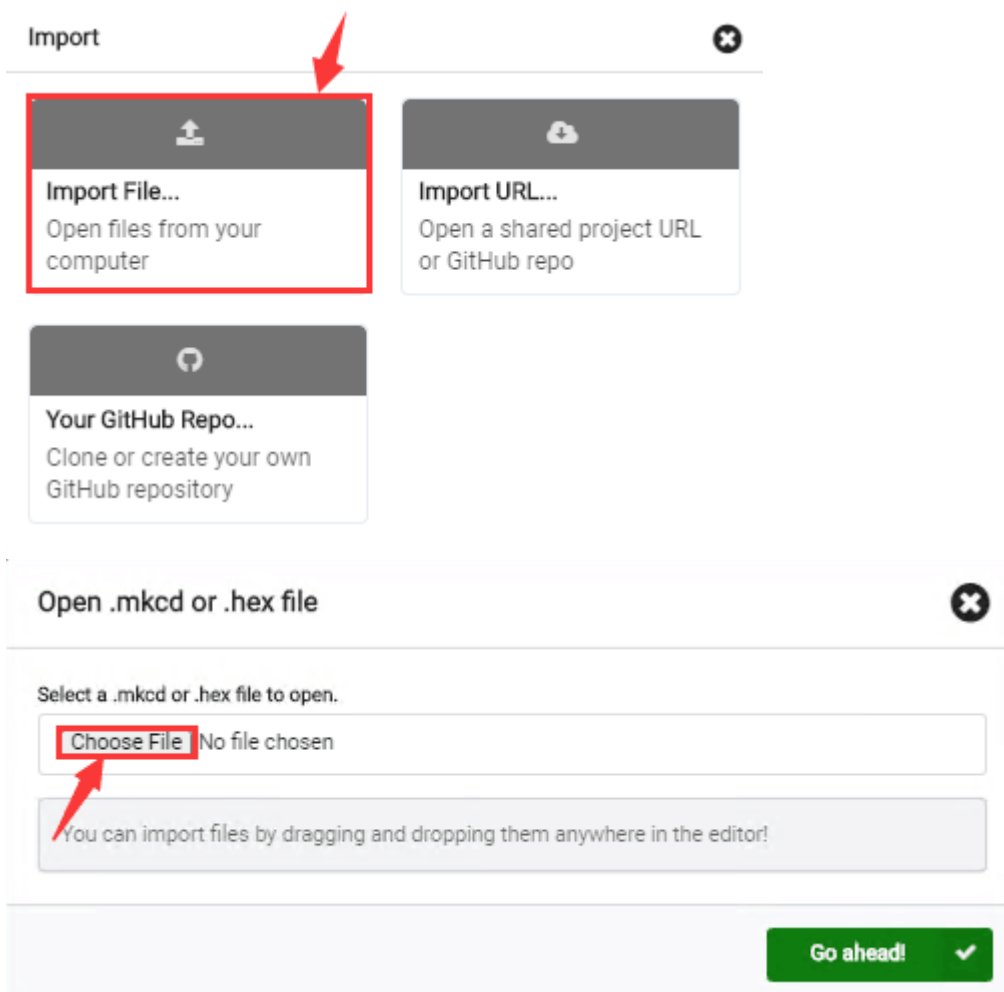 Import
Import File...
Open files from your
computer
Import URL...
Open a shared project URL
or GitHub repo
Your GitHub Repo...
Clone or create your own
GitHub repository
Open .mkcd or .hex file
Select a .mkcd or .hex file to open.
Choose File No file chosen
You can import files by dragging and dropping them anywhere in the editor!
Go ahead!